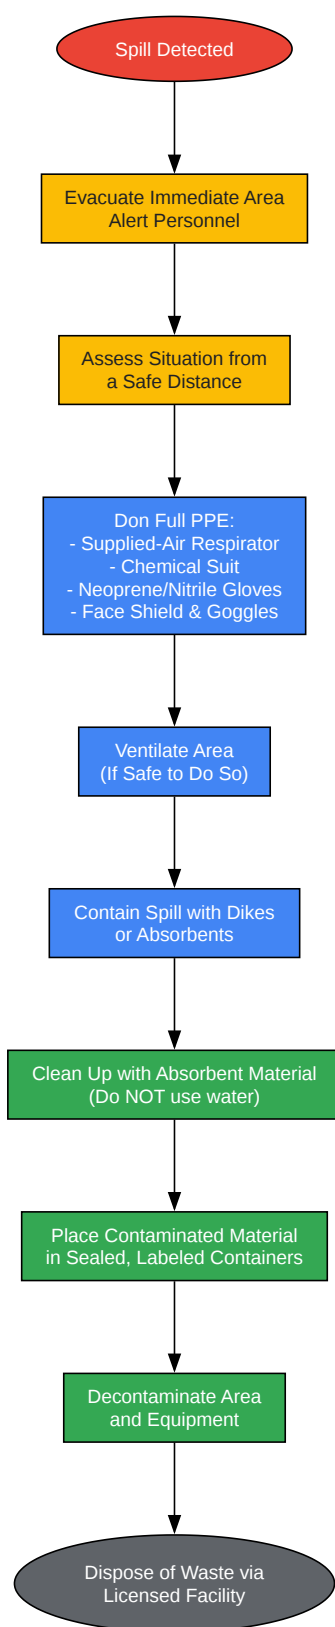 Spill Detected
Evacuate Immediate Area
Alert Personnel
Assess Situation from
a Safe Distance
Don Full PPE:
- Supplied-Air Respirator
- Chemical Suit
- Neoprene/Nitrile Gloves
- Face Shield & Goggles
Ventilate Area
(If Safe to Do So)
Contain Spill with Dikes
or Absorbents
Clean Up with Absorbent Material
(Do NOT use water)
Place Contaminated Material
in Sealed, Labeled Containers
Decontaminate Area
and Equipment
Dispose of Waste via
Licensed Facility